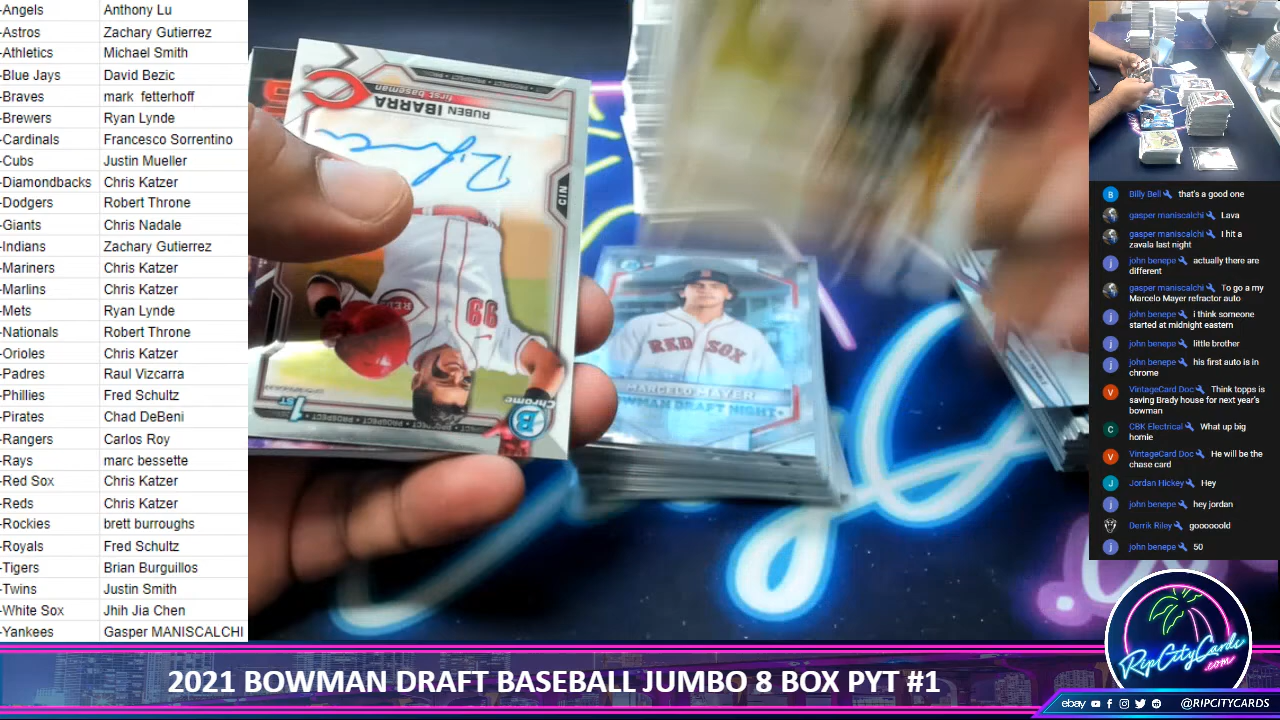 -Angels Anthony Lu
-Astros Zachary Gutierrez
-Athletics Michael Smith
-Blue Jays David Bezic
-Braves mark fetterhoff
-Brewers Ryan Lynde
-Cardinals Francesco Sorrentino
-Cubs Justin Mueller
-Diamondbacks Chris Katzer
-Dodgers Robert Throne
-Giants Chris Nadale
-Indians Zachary Gutierrez
-Mariners Chris Katzer
-Marlins Chris Katzer
-Mets Ryan Lynde
-Nationals Robert Throne
-Orioles Chris Katzer
-Padres Raul Vizcarra
-Phillies Fred Schultz
-Pirates Chad DeBeni
-Rangers Carlos Roy
-Rays marc bessette
-Red Sox Chris Katzer
-Reds Chris Katzer
-Rockies brett burroughs
-Royals Fred Schultz
-Tigers Brian Burguillos
-Twins Justin Smith
-White Sox Jhih Jia Chen
-Yankees Gasper MANISCALCHI
RUBEN IBARRA
first baseman
CIN
REDS
99
Chrome
B
1ST
PROSPECT
RED SOX
MARCELO MAYER
BOWMAN DRAFT NIGHT
Billy Bell that's a good one
gasper maniscalchi Lava
gasper maniscalchi I hit a
zavala last night
john benepe actually there are
different
gasper maniscalchi To go a my
Marcelo Mayer refractor auto
john benepe i think someone
started at midnight eastern
john benepe little brother
john benepe his first auto is in
chrome
VintageCard Doc Think topps is
saving Brady house for next year's
bowman
CBK Electrical What up big
homie
VintageCard Doc He will be the
chase card
Jordan Hickey Hey
john benepe hey jordan
Derrik Riley goooooold
john benepe 50
RipCityCards
.com
2021 BOWMAN DRAFT BASEBALL JUMBO 8 BOX PYT #1
ebay @RIPCITYCARDS